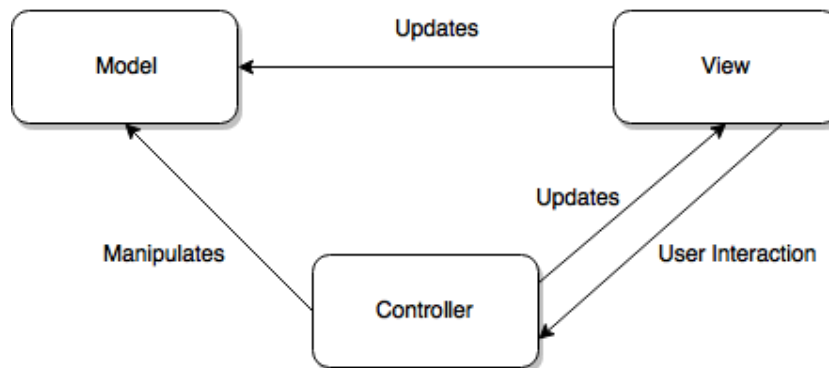 Updates
Model
View
Updates
Manipulates
User Interaction
Controller